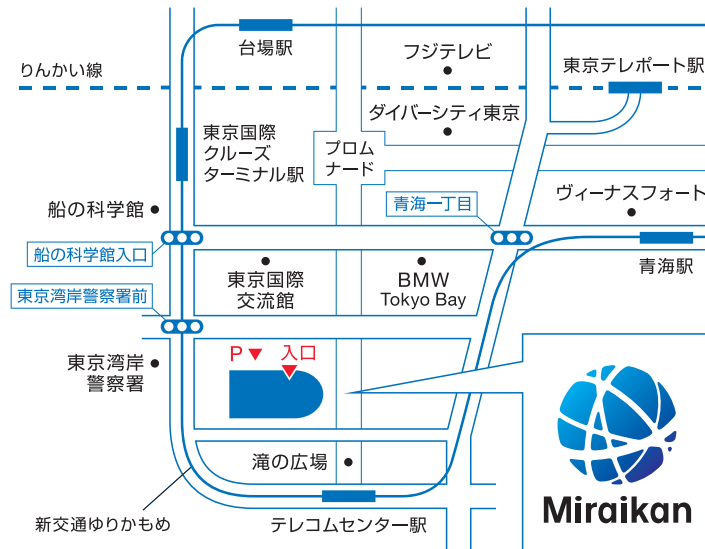 台場駅
フジテレビ
りんかい線
東京テレポート駅
ダイバーシティ東京
東京国際
クルーズ
ターミナル駅
プロム
ナード
船の科学館
青海一丁目
ヴィーナスフォート
船の科学館入口
東京国際
交流館
BMW
Tokyo Bay
青海駅
東京湾岸警察署前
東京湾岸
警察署
P
入口
滝の広場
新交通ゆりかもめ
テレコムセンター駅
Miraikan